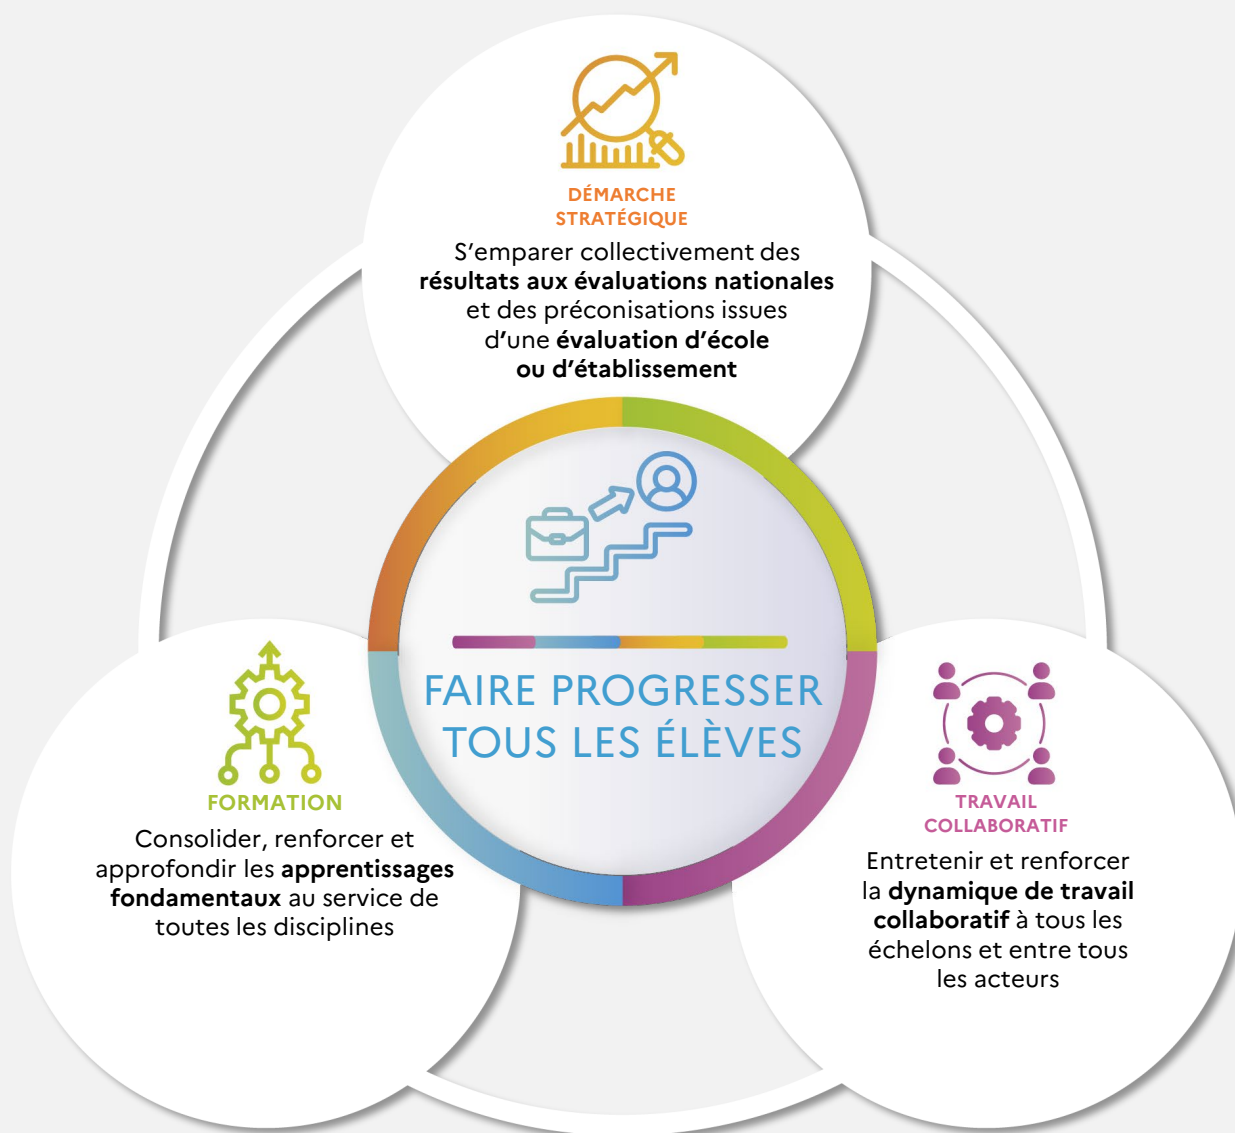 DÉMARCHE
STRATÉGIQUE
S’emparer collectivement des
résultats aux évaluations nationales
et des préconisations issues
d’une évaluation d’école
ou d’établissement
FAIRE PROGRESSER
TOUS LES ÉLÈVES
FORMATION
Consolider, renforcer et
approfondir les apprentissages
fondamentaux au service de
toutes les disciplines
TRAVAIL
COLLABORATIF
Entretenir et renforcer
la dynamique de travail
collaboratif à tous les
échelons et entre tous
les acteurs